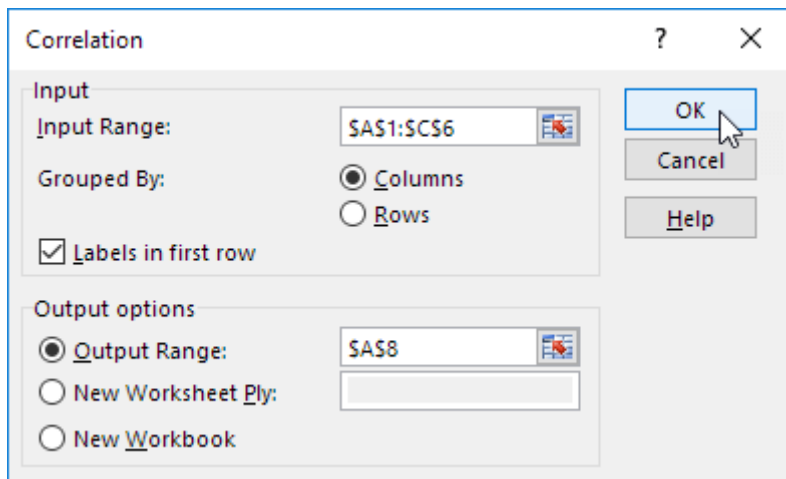 Correlation ? ×
Input
Input Range: $A$1:$C$6
Grouped By: Columns
Rows
Labels in first row
OK
Cancel
Help
Output options
Output Range: $A$8
New Worksheet Ply:
New Workbook